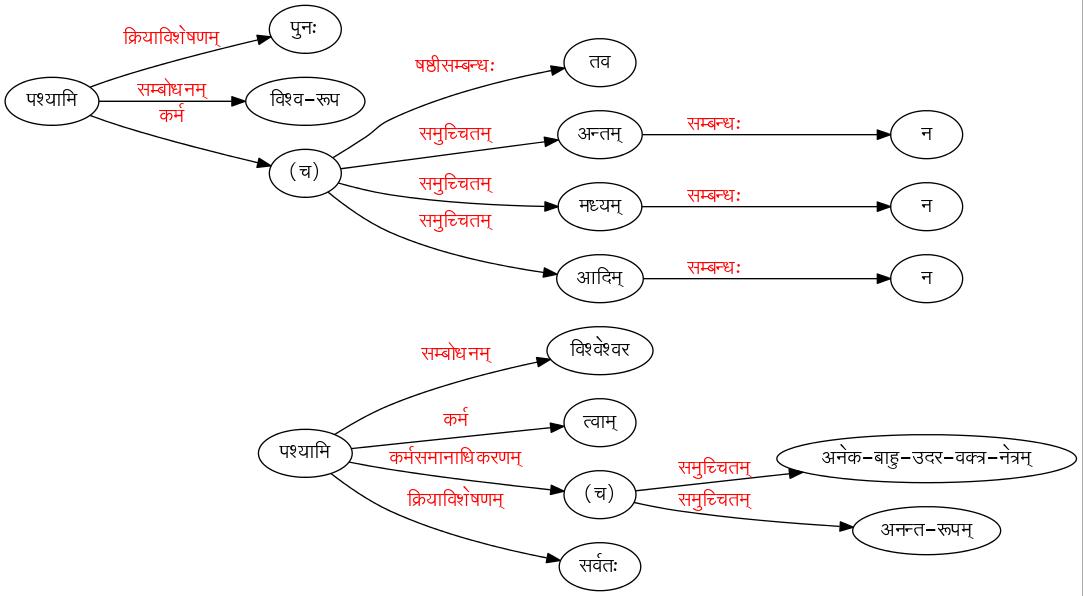 पुनः
क्रियाविशेषणम्
पश्यामि
सम्बोधनम्
विश्व-रूप
कर्म
(च)
षष्ठीसम्बन्धः
तव
समुच्चितम्
अन्तम्
सम्बन्धः
न
समुच्चितम्
मध्यम्
सम्बन्धः
न
समुच्चितम्
आदिम्
सम्बन्धः
न
पश्यामि
सम्बोधनम्
विश्वेश्वर
कर्म
त्वाम्
कर्मसमानाधिकरणम्
(च)
समुच्चितम्
अनेक-बाहु-उदर-वक्त्र-नेत्रम्
समुच्चितम्
अनन्त-रूपम्
क्रियाविशेषणम्
सर्वतः